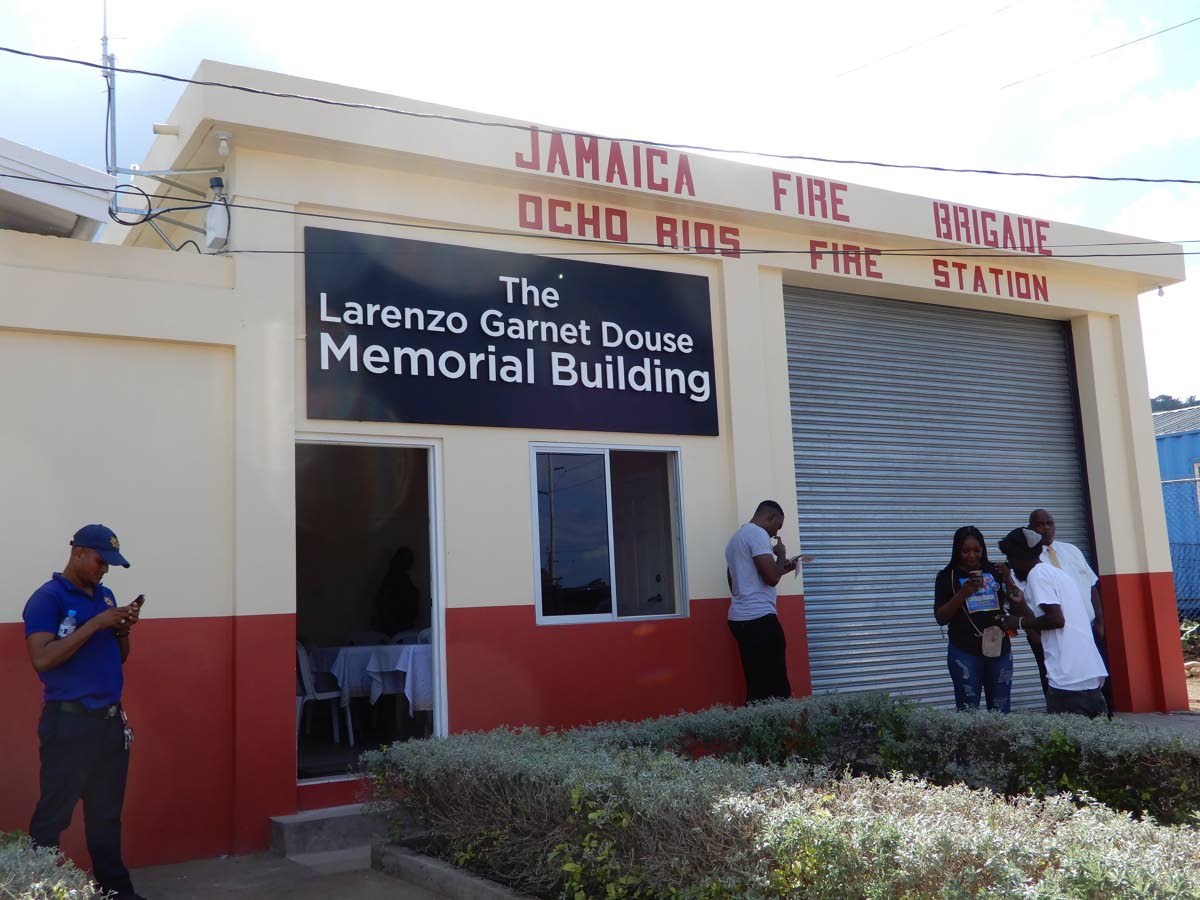 JAMAICA FIRE BRIGADE
OCHO RIOS FIRE STATION
The
Larenzo Garnet Douse
Memorial Building